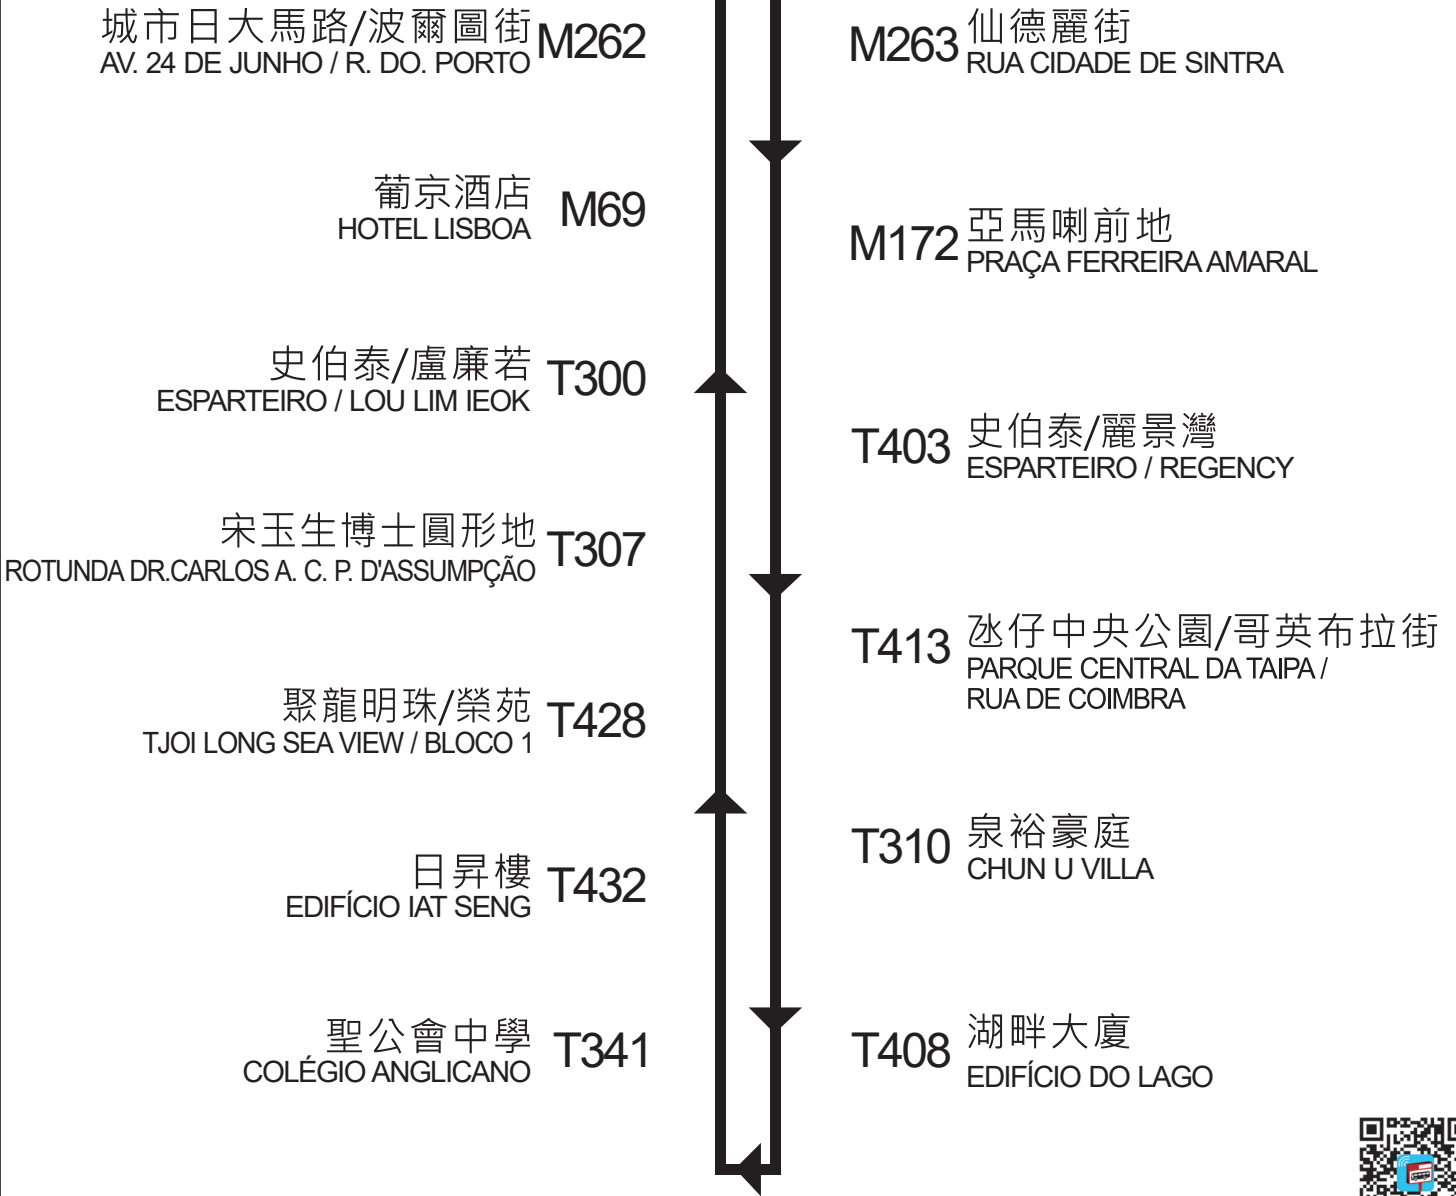 城市日大馬路/波爾圖街
AV. 24 DE JUNHO / R. DO. PORTO
M262
葡京酒店
HOTEL LISBOA
M69
史伯泰/盧廉若
ESPARTEIRO / LOU LIM IEOK
T300
宋玉生博士圓形地
ROTUNDA DR.CARLOS A. C. P. D'ASSUMPÇÃO
T307
聚龍明珠/榮苑
TJOI LONG SEA VIEW / BLOCO 1
T428
日昇樓
EDIFÍCIO IAT SENG
T432
聖公會中學
COLÉGIO ANGLICANO
T341
M263
仙德麗街
RUA CIDADE DE SINTRA
M172
亞馬喇前地
PRAÇA FERREIRA AMARAL
T403
史伯泰/麗景灣
ESPARTEIRO / REGENCY
T413
氹仔中央公園/哥英布拉街
PARQUE CENTRAL DA TAIPA /
RUA DE COIMBRA
T310
泉裕豪庭
CHUN U VILLA
T408
湖畔大廈
EDIFÍCIO DO LAGO